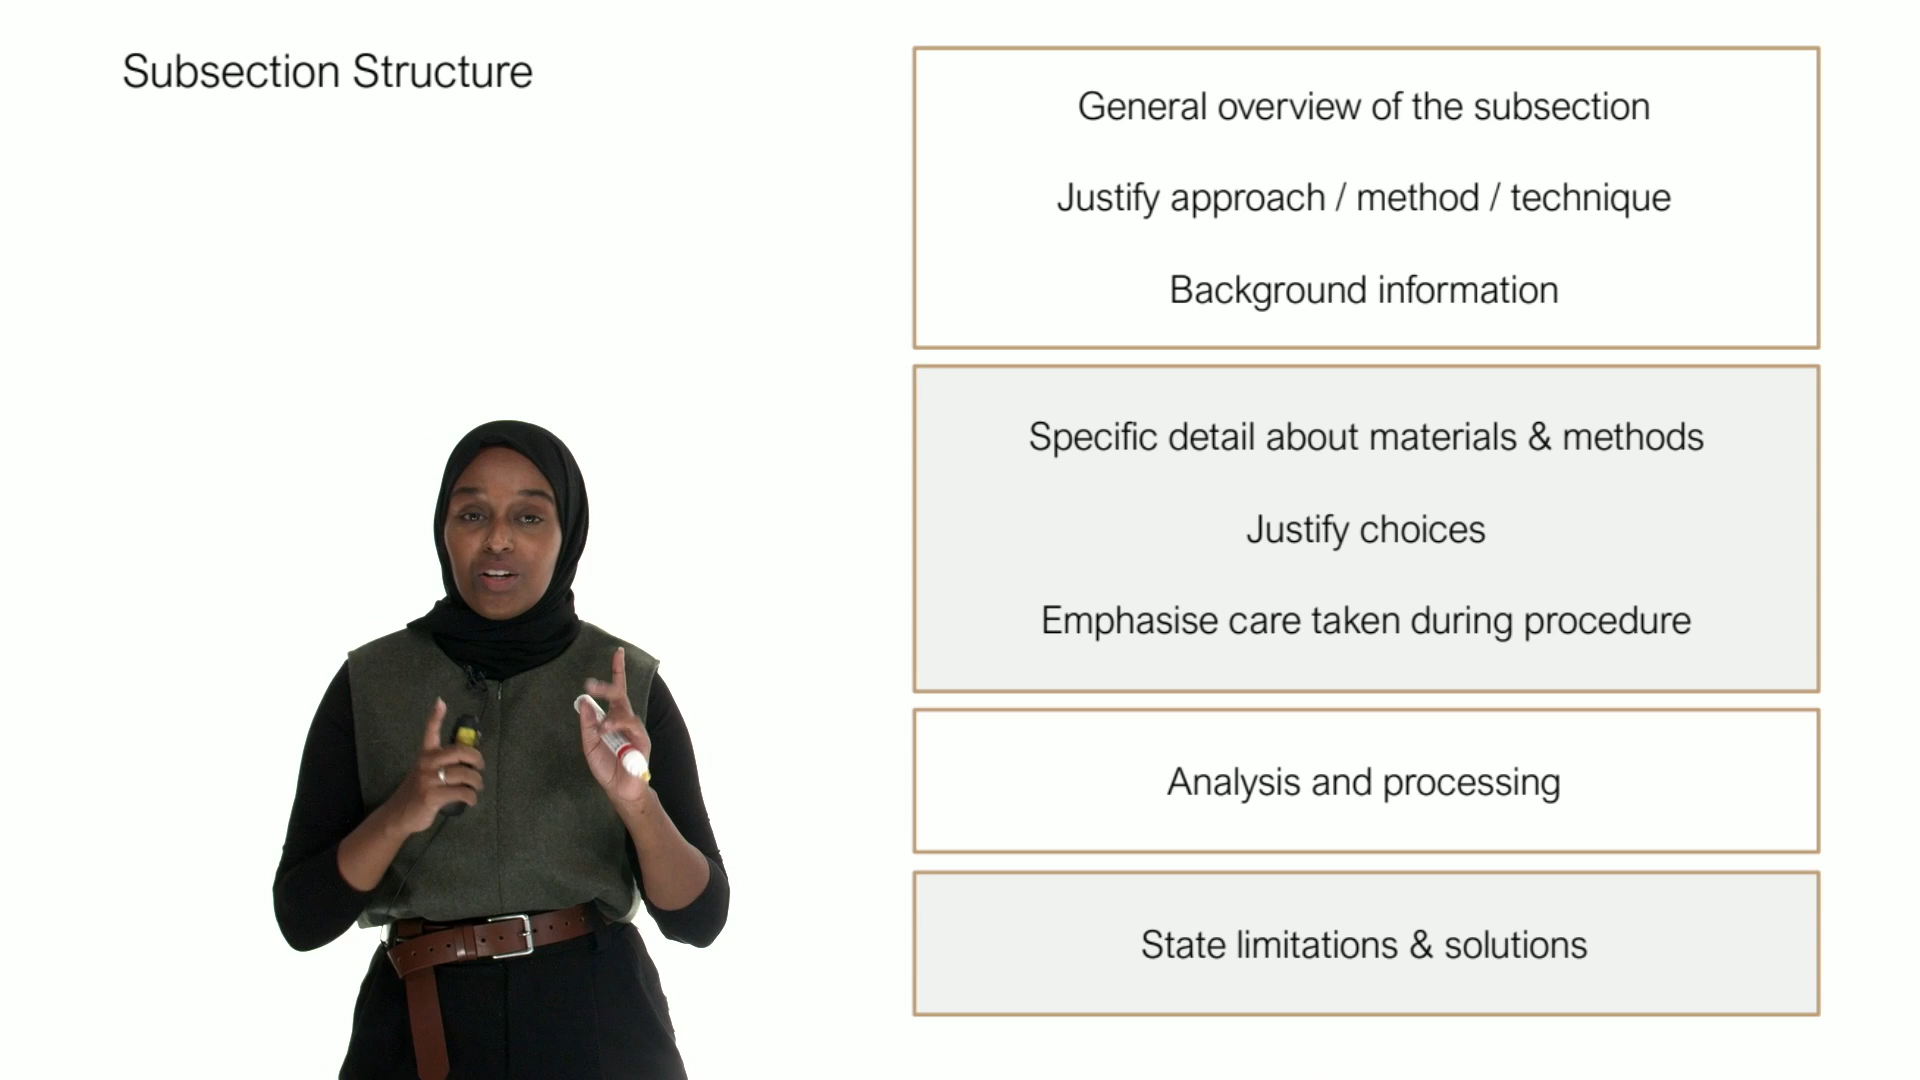 Subsection Structure
General overview of the subsection
Justify approach / method / technique
Background information
Specific detail about materials & methods
Justify choices
Emphasise care taken during procedure
Analysis and processing
State limitations & solutions